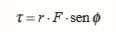 τ = r · F · sen ϕ